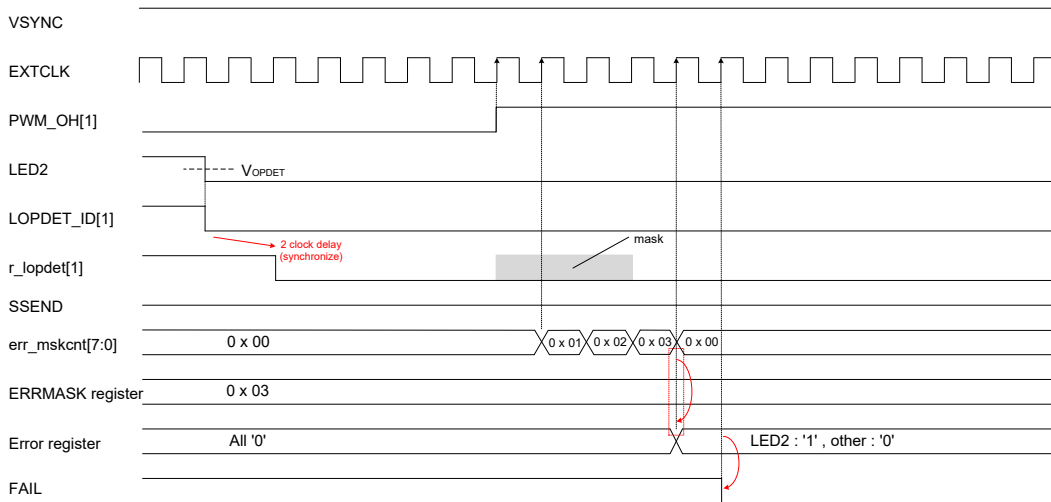 VSYNC
EXTCLK
PWM_OH[1]
LED2
VOPDET
LOPDET_ID[1]
2 clock delay
(synchronize)
mask
r_lopdet[1]
SSEND
err_mskcnt[7:0]
0 x 00
0 x 01
0 x 02
0 x 03
0 x 00
ERRMASK register
0 x 03
Error register
All '0'
LED2 : '1' , other : '0'
FAIL